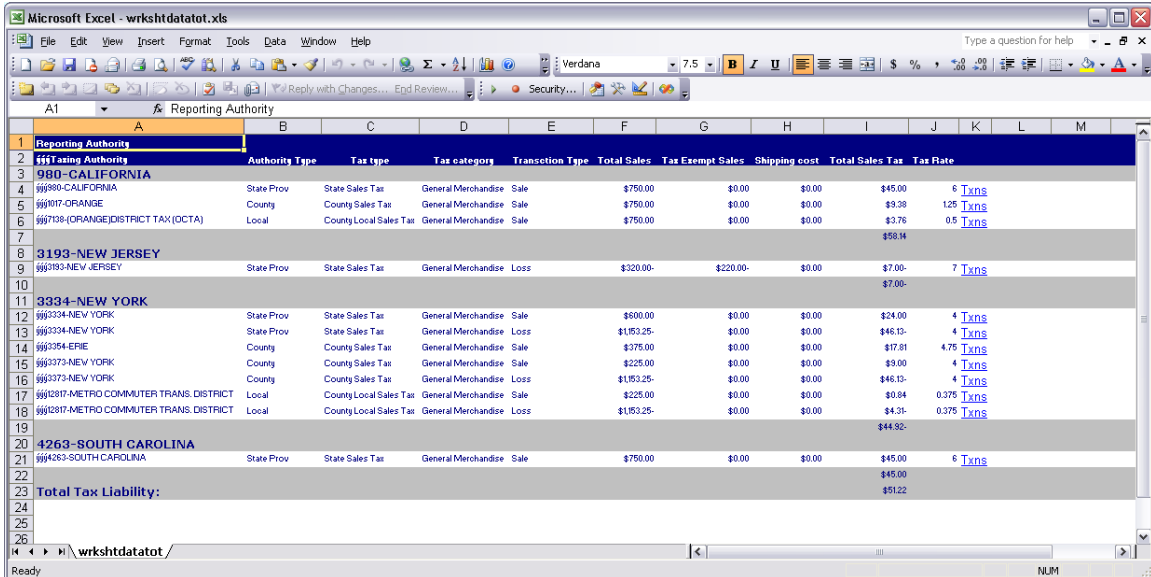 Microsoft Excel - wrkshtdatatot.xls
File Edit View Insert Format Tools Data Window Help Type a question for help
Verdana 7.5 B I U $ % ,
Reply with Changes... End Review... Security...
A1 fx Reporting Authority
A B C D E F G H I J K L M
1 Reporting Authority
2 ÿÿÿTaxing Authority Authority Type Tax type Tax category Transction Type Total Sales Tax Exempt Sales Shipping cost Total Sales Tax Tax Rate
3 980-CALIFORNIA
4 ÿÿÿ980-CALIFORNIA State Prov State Sales Tax General Merchandise Sale $750.00 $0.00 $0.00 $45.00 6 Txns
5 ÿÿÿ1017-ORANGE County County Sales Tax General Merchandise Sale $750.00 $0.00 $0.00 $9.38 1.25 Txns
6 ÿÿÿ7138-(ORANGE)DISTRICT TAX (OCTA) Local County Local Sales Tax General Merchandise Sale $750.00 $0.00 $0.00 $3.76 0.5 Txns
7 $58.14
8 3193-NEW JERSEY
9 ÿÿÿ3193-NEW JERSEY State Prov State Sales Tax General Merchandise Loss $320.00- $220.00- $0.00 $7.00- 7 Txns
10 $7.00-
11 3334-NEW YORK
12 ÿÿÿ3334-NEW YORK State Prov State Sales Tax General Merchandise Sale $600.00 $0.00 $0.00 $24.00 4 Txns
13 ÿÿÿ3334-NEW YORK State Prov State Sales Tax General Merchandise Loss $1,153.25- $0.00 $0.00 $46.13- 4 Txns
14 ÿÿÿ3354-ERIE County County Sales Tax General Merchandise Sale $375.00 $0.00 $0.00 $17.81 4.75 Txns
15 ÿÿÿ3373-NEW YORK County County Sales Tax General Merchandise Sale $225.00 $0.00 $0.00 $9.00 4 Txns
16 ÿÿÿ3373-NEW YORK County County Sales Tax General Merchandise Loss $1,153.25- $0.00 $0.00 $46.13- 4 Txns
17 ÿÿÿ12817-METRO COMMUTER TRANS. DISTRICT Local County Local Sales Tax General Merchandise Sale $225.00 $0.00 $0.00 $0.84 0.375 Txns
18 ÿÿÿ12817-METRO COMMUTER TRANS. DISTRICT Local County Local Sales Tax General Merchandise Loss $1,153.25- $0.00 $0.00 $4.31- 0.375 Txns
19 $44.92-
20 4263-SOUTH CAROLINA
21 ÿÿÿ4263-SOUTH CAROLINA State Prov State Sales Tax General Merchandise Sale $750.00 $0.00 $0.00 $45.00 6 Txns
22 $45.00
23 Total Tax Liability: $51.22
24
25
26
wrkshtdatatot
Ready NUM